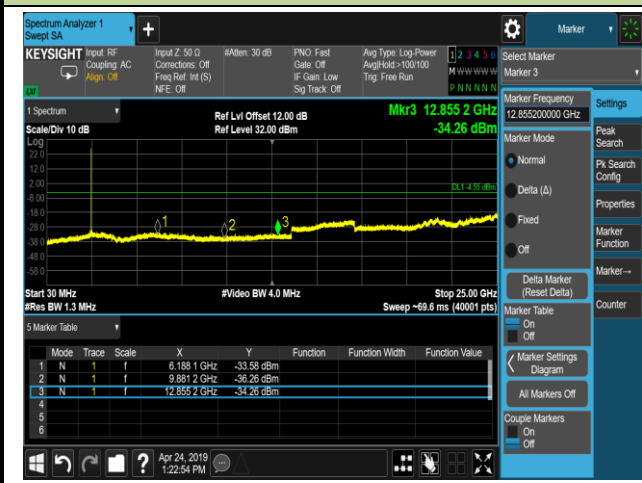 Spectrum Analyzer 1
Swept SA
+
Marker
KEYSIGHT
Input: RF
Coupling: AC
Align: Off
Input Z: 50 Ω
Corrections: Off
Freq Ref: Int (S)
NFE: Off
#Atten: 30 dB
PNO: Fast
Gate: Off
IF Gain: Low
Sig Track: Off
Avg Type: Log-Power
Avg|Hold:>100/100
Trig: Free Run
1 2 3 4 5 6
M W W W W W
P N N N N N
LXI
Select Marker
Marker 3
1 Spectrum
Scale/Div 10 dB
Log
Ref Lvl Offset 12.00 dB
Ref Level 32.00 dBm
Mkr3 12.855 2 GHz
-34.26 dBm
22.0
12.0
2.00
-8.00
-18.0
-28.0
-38.0
-48.0
-58.0
DL1 -4.55 dBm
1
2
3
Start 30 MHz
#Res BW 1.3 MHz
#Video BW 4.0 MHz
Stop 25.00 GHz
Sweep ~69.6 ms (40001 pts)
5 Marker Table
Mode Trace Scale X Y Function Function Width Function Value
1 N 1 f 6.188 1 GHz -33.58 dBm
2 N 1 f 9.881 2 GHz -36.26 dBm
3 N 1 f 12.855 2 GHz -34.26 dBm
4
5
6
Marker Frequency
12.855200000 GHz
Marker Mode
Normal
Delta (Δ)
Fixed
Off
Delta Marker
(Reset Delta)
Marker Table
On
Off
Marker Settings
Diagram
All Markers Off
Couple Markers
On
Off
Settings
Peak
Search
Pk Search
Config
Properties
Marker
Function
Marker→
Counter
?
Apr 24, 2019
1:22:54 PM